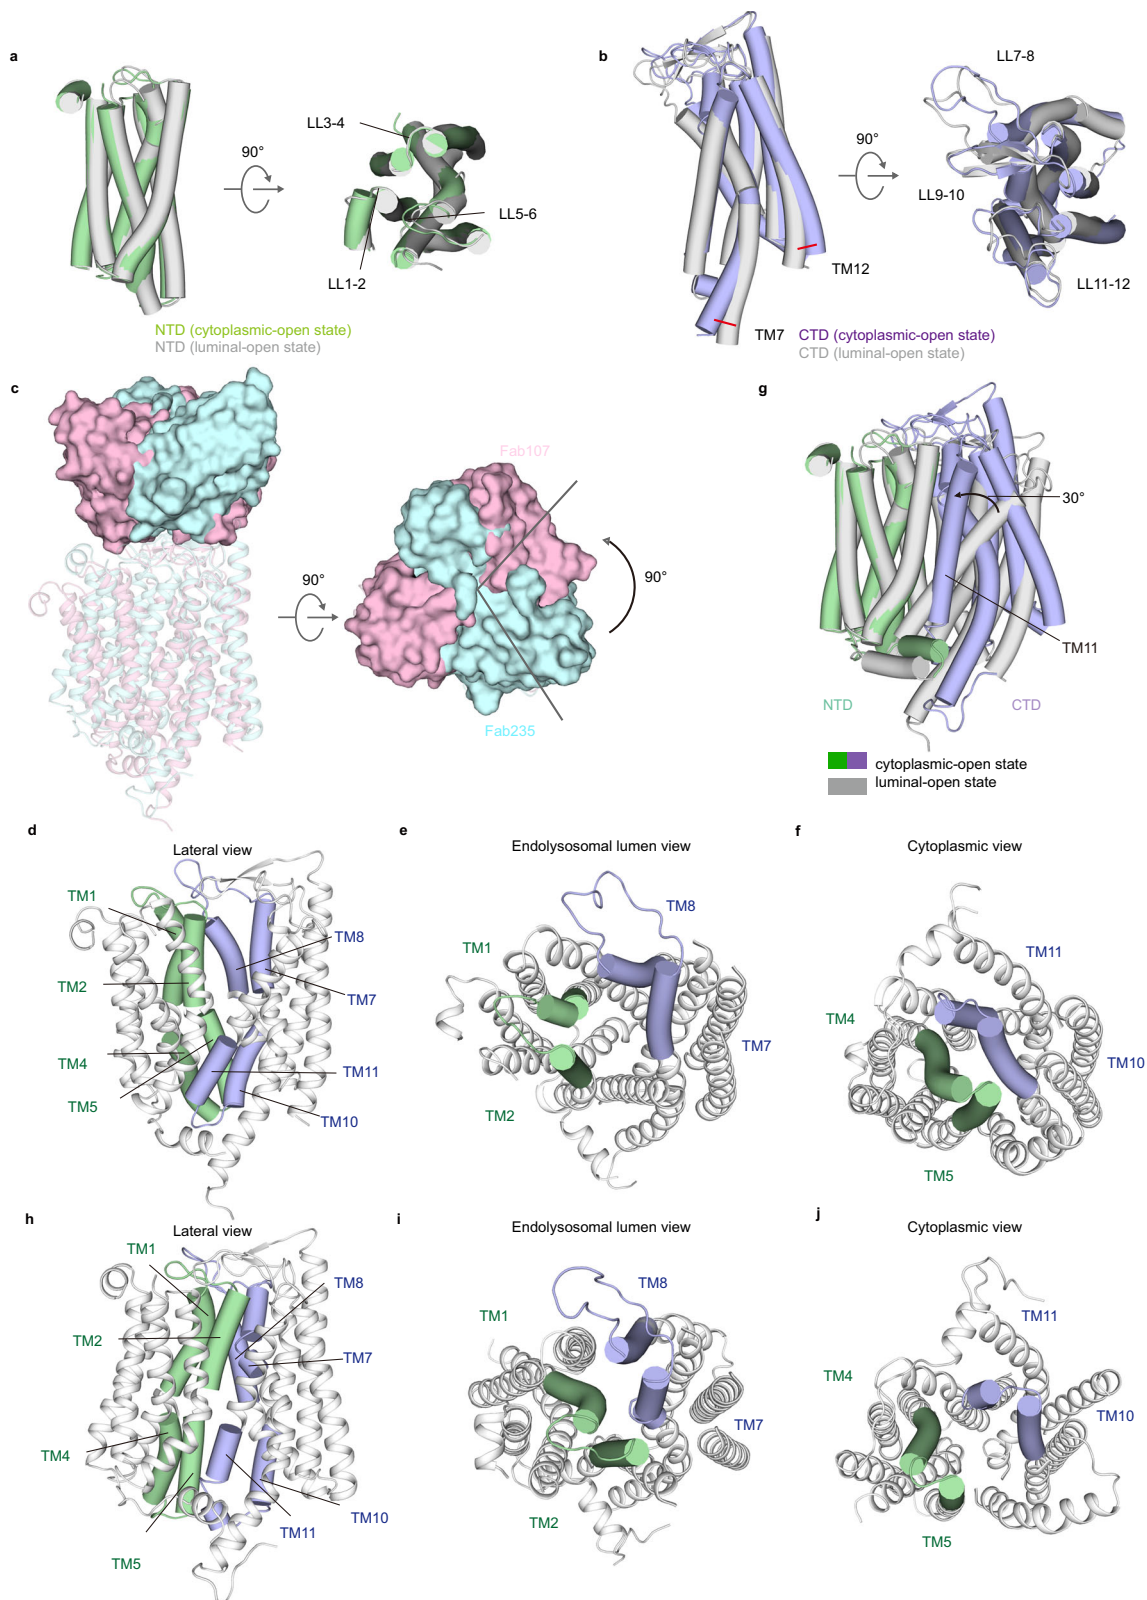 a
90°
LL3-4
LL5-6
LL1-2
NTD (cytoplasmic-open state)
NTD (luminal-open state)
b
90°
LL7-8
LL9-10
LL11-12
TM12
TM7
CTD (cytoplasmic-open state)
CTD (luminal-open state)
c
90°
Fab107
90°
Fab235
g
30°
TM11
NTD
CTD
cytoplasmic-open state
luminal-open state
d
Lateral view
TM1
TM2
TM4
TM5
TM8
TM7
TM11
TM10
e
Endolysosomal lumen view
TM8
TM1
TM7
TM2
f
Cytoplasmic view
TM11
TM4
TM10
TM5
h
Lateral view
TM1
TM2
TM4
TM5
TM8
TM7
TM10
TM11
i
Endolysosomal lumen view
TM8
TM1
TM7
TM2
j
Cytoplasmic view
TM11
TM4
TM10
TM5